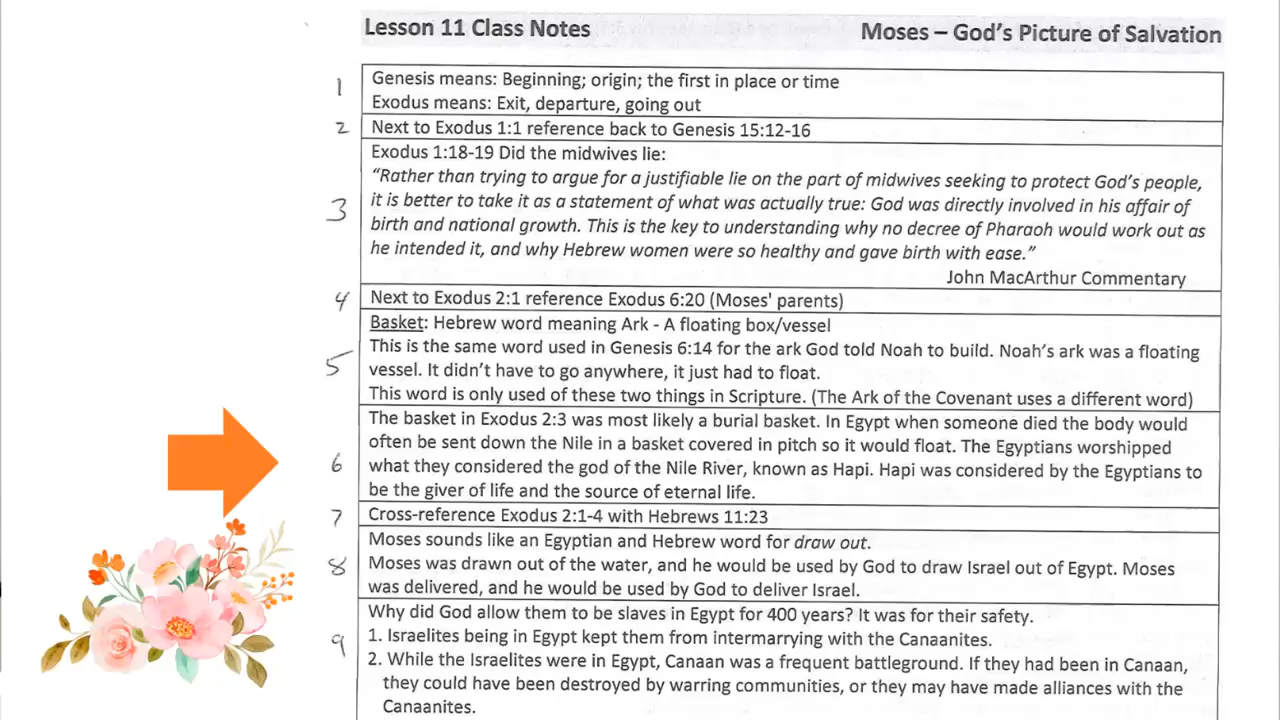 Lesson 11 Class Notes Moses – God's Picture of Salvation
1 Genesis means: Beginning; origin; the first in place or time
Exodus means: Exit, departure, going out
2 Next to Exodus 1:1 reference back to Genesis 15:12-16
Exodus 1:18-19 Did the midwives lie:
"Rather than trying to argue for a justifiable lie on the part of midwives seeking to protect God's people,
3 it is better to take it as a statement of what was actually true: God was directly involved in his affair of
birth and national growth. This is the key to understanding why no decree of Pharaoh would work out as
he intended it, and why Hebrew women were so healthy and gave birth with ease."
John MacArthur Commentary
4 Next to Exodus 2:1 reference Exodus 6:20 (Moses' parents)
Basket: Hebrew word meaning Ark - A floating box/vessel
This is the same word used in Genesis 6:14 for the ark God told Noah to build. Noah's ark was a floating
5 vessel. It didn't have to go anywhere, it just had to float.
This word is only used of these two things in Scripture. (The Ark of the Covenant uses a different word)
The basket in Exodus 2:3 was most likely a burial basket. In Egypt when someone died the body would
often be sent down the Nile in a basket covered in pitch so it would float. The Egyptians worshipped
6 what they considered the god of the Nile River, known as Hapi. Hapi was considered by the Egyptians to
be the giver of life and the source of eternal life.
7 Cross-reference Exodus 2:1-4 with Hebrews 11:23
Moses sounds like an Egyptian and Hebrew word for draw out.
8 Moses was drawn out of the water, and he would be used by God to draw Israel out of Egypt. Moses
was delivered, and he would be used by God to deliver Israel.
Why did God allow them to be slaves in Egypt for 400 years? It was for their safety.
9 1. Israelites being in Egypt kept them from intermarrying with the Canaanites.
2. While the Israelites were in Egypt, Canaan was a frequent battleground. If they had been in Canaan,
they could have been destroyed by warring communities, or they may have made alliances with the
Canaanites.